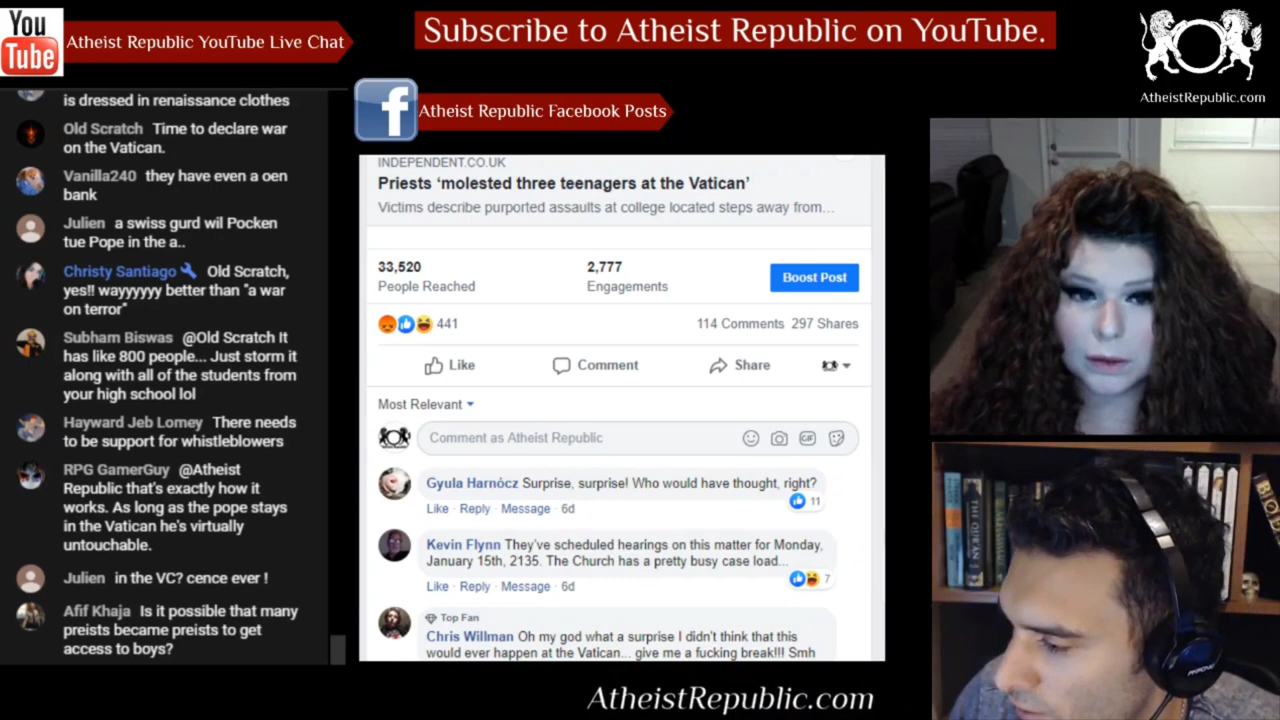 You
Tube
Atheist Republic YouTube Live Chat
Subscribe to Atheist Republic on YouTube.
AtheistRepublic.com
is dressed in renaissance clothes
Old Scratch Time to declare war
on the Vatican.
Vanilla240 they have even a oen
bank
Julien a swiss gurd wil Pocken
tue Pope in the a..
Christy Santiago Old Scratch,
yes!! wayyyyyy better than "a war
on terror"
Subham Biswas @Old Scratch It
has like 800 people... Just storm it
along with all of the students from
your high school lol
Hayward Jeb Lomey There needs
to be support for whistleblowers
RPG GamerGuy @Atheist
Republic that's exactly how it
works. As long as the pope stays
in the Vatican he's virtually
untouchable.
Julien in the VC? cence ever !
Afif Khaja Is it possible that many
preists became preists to get
access to boys?
f
Atheist Republic Facebook Posts
INDEPENDENT.CO.UK
Priests ‘molested three teenagers at the Vatican’
Victims describe purported assaults at college located steps away from…
33,520
People Reached
2,777
Engagements
Boost Post
441
114 Comments 297 Shares
Like
Comment
Share
Most Relevant
Comment as Atheist Republic
GIF
Gyula Harnócz Surprise, surprise! Who would have thought, right?
11
Like · Reply · Message · 6d
Kevin Flynn They've scheduled hearings on this matter for Monday,
January 15th, 2135. The Church has a pretty busy case load...
7
Like · Reply · Message · 6d
Top Fan
Chris Willman Oh my god what a surprise I didn't think that this
would ever happen at the Vatican... give me a fucking break!!! Smh
AtheistRepublic.com
THE QUR'AN